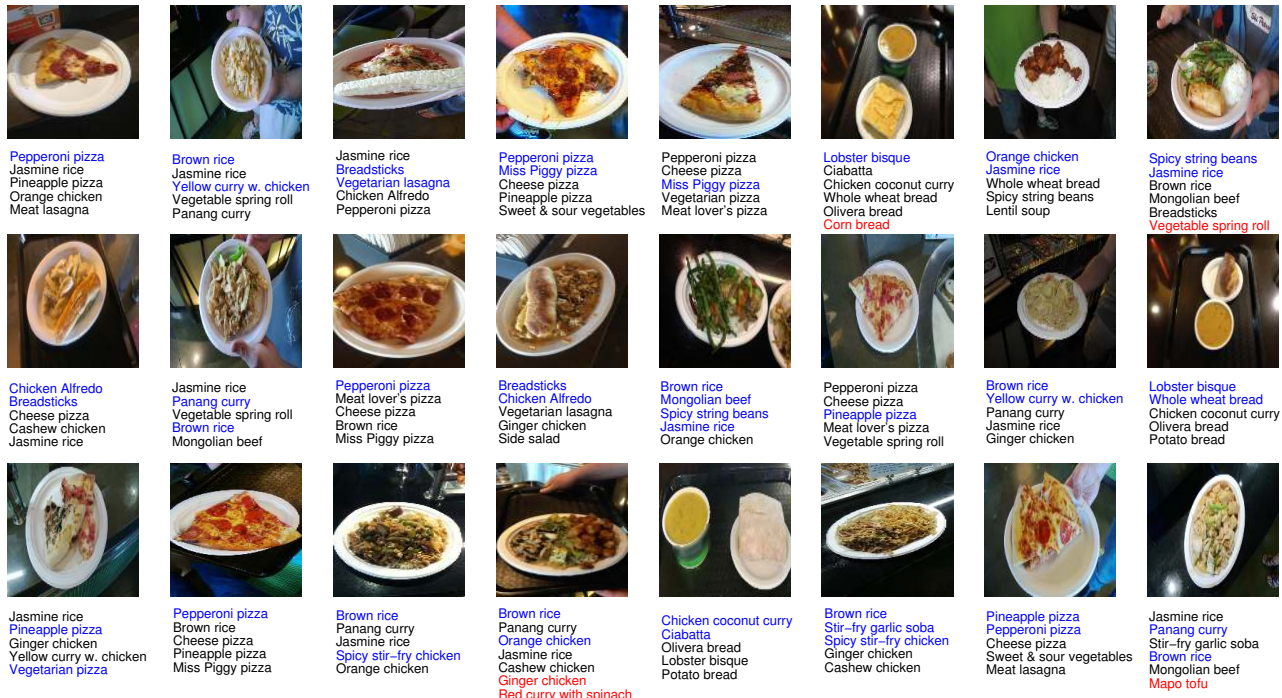 Pepperoni pizza
Jasmine rice
Pineapple pizza
Orange chicken
Meat lasagna
Brown rice
Jasmine rice
Yellow curry w. chicken
Vegetable spring roll
Panang curry
Jasmine rice
Breadsticks
Vegetarian lasagna
Chicken Alfredo
Pepperoni pizza
Pepperoni pizza
Miss Piggy pizza
Cheese pizza
Pineapple pizza
Sweet & sour vegetables
Pepperoni pizza
Cheese pizza
Miss Piggy pizza
Vegetarian pizza
Meat lover's pizza
Lobster bisque
Ciabatta
Chicken coconut curry
Whole wheat bread
Olivera bread
Corn bread
Orange chicken
Jasmine rice
Whole wheat bread
Spicy string beans
Lentil soup
Spicy string beans
Jasmine rice
Brown rice
Mongolian beef
Breadsticks
Vegetable spring roll
Chicken Alfredo
Breadsticks
Cheese pizza
Cashew chicken
Jasmine rice
Jasmine rice
Panang curry
Vegetable spring roll
Brown rice
Mongolian beef
Pepperoni pizza
Meat lover's pizza
Cheese pizza
Brown rice
Miss Piggy pizza
Breadsticks
Chicken Alfredo
Vegetarian lasagna
Ginger chicken
Side salad
Brown rice
Mongolian beef
Spicy string beans
Jasmine rice
Orange chicken
Pepperoni pizza
Cheese pizza
Pineapple pizza
Meat lover's pizza
Vegetable spring roll
Brown rice
Yellow curry w. chicken
Panang curry
Jasmine rice
Ginger chicken
Lobster bisque
Whole wheat bread
Chicken coconut curry
Olivera bread
Potato bread
Jasmine rice
Pineapple pizza
Ginger chicken
Yellow curry w. chicken
Vegetarian pizza
Pepperoni pizza
Brown rice
Cheese pizza
Pineapple pizza
Miss Piggy pizza
Brown rice
Panang curry
Jasmine rice
Spicy stir−fry chicken
Orange chicken
Brown rice
Panang curry
Orange chicken
Jasmine rice
Cashew chicken
Ginger chicken
Red curry with spinach
Chicken coconut curry
Ciabatta
Olivera bread
Lobster bisque
Potato bread
Brown rice
Stir−fry garlic soba
Spicy stir−fry chicken
Ginger chicken
Cashew chicken
Pineapple pizza
Pepperoni pizza
Cheese pizza
Sweet & sour vegetables
Meat lasagna
Jasmine rice
Panang curry
Stir−fry garlic soba
Brown rice
Mongolian beef
Mapo tofu